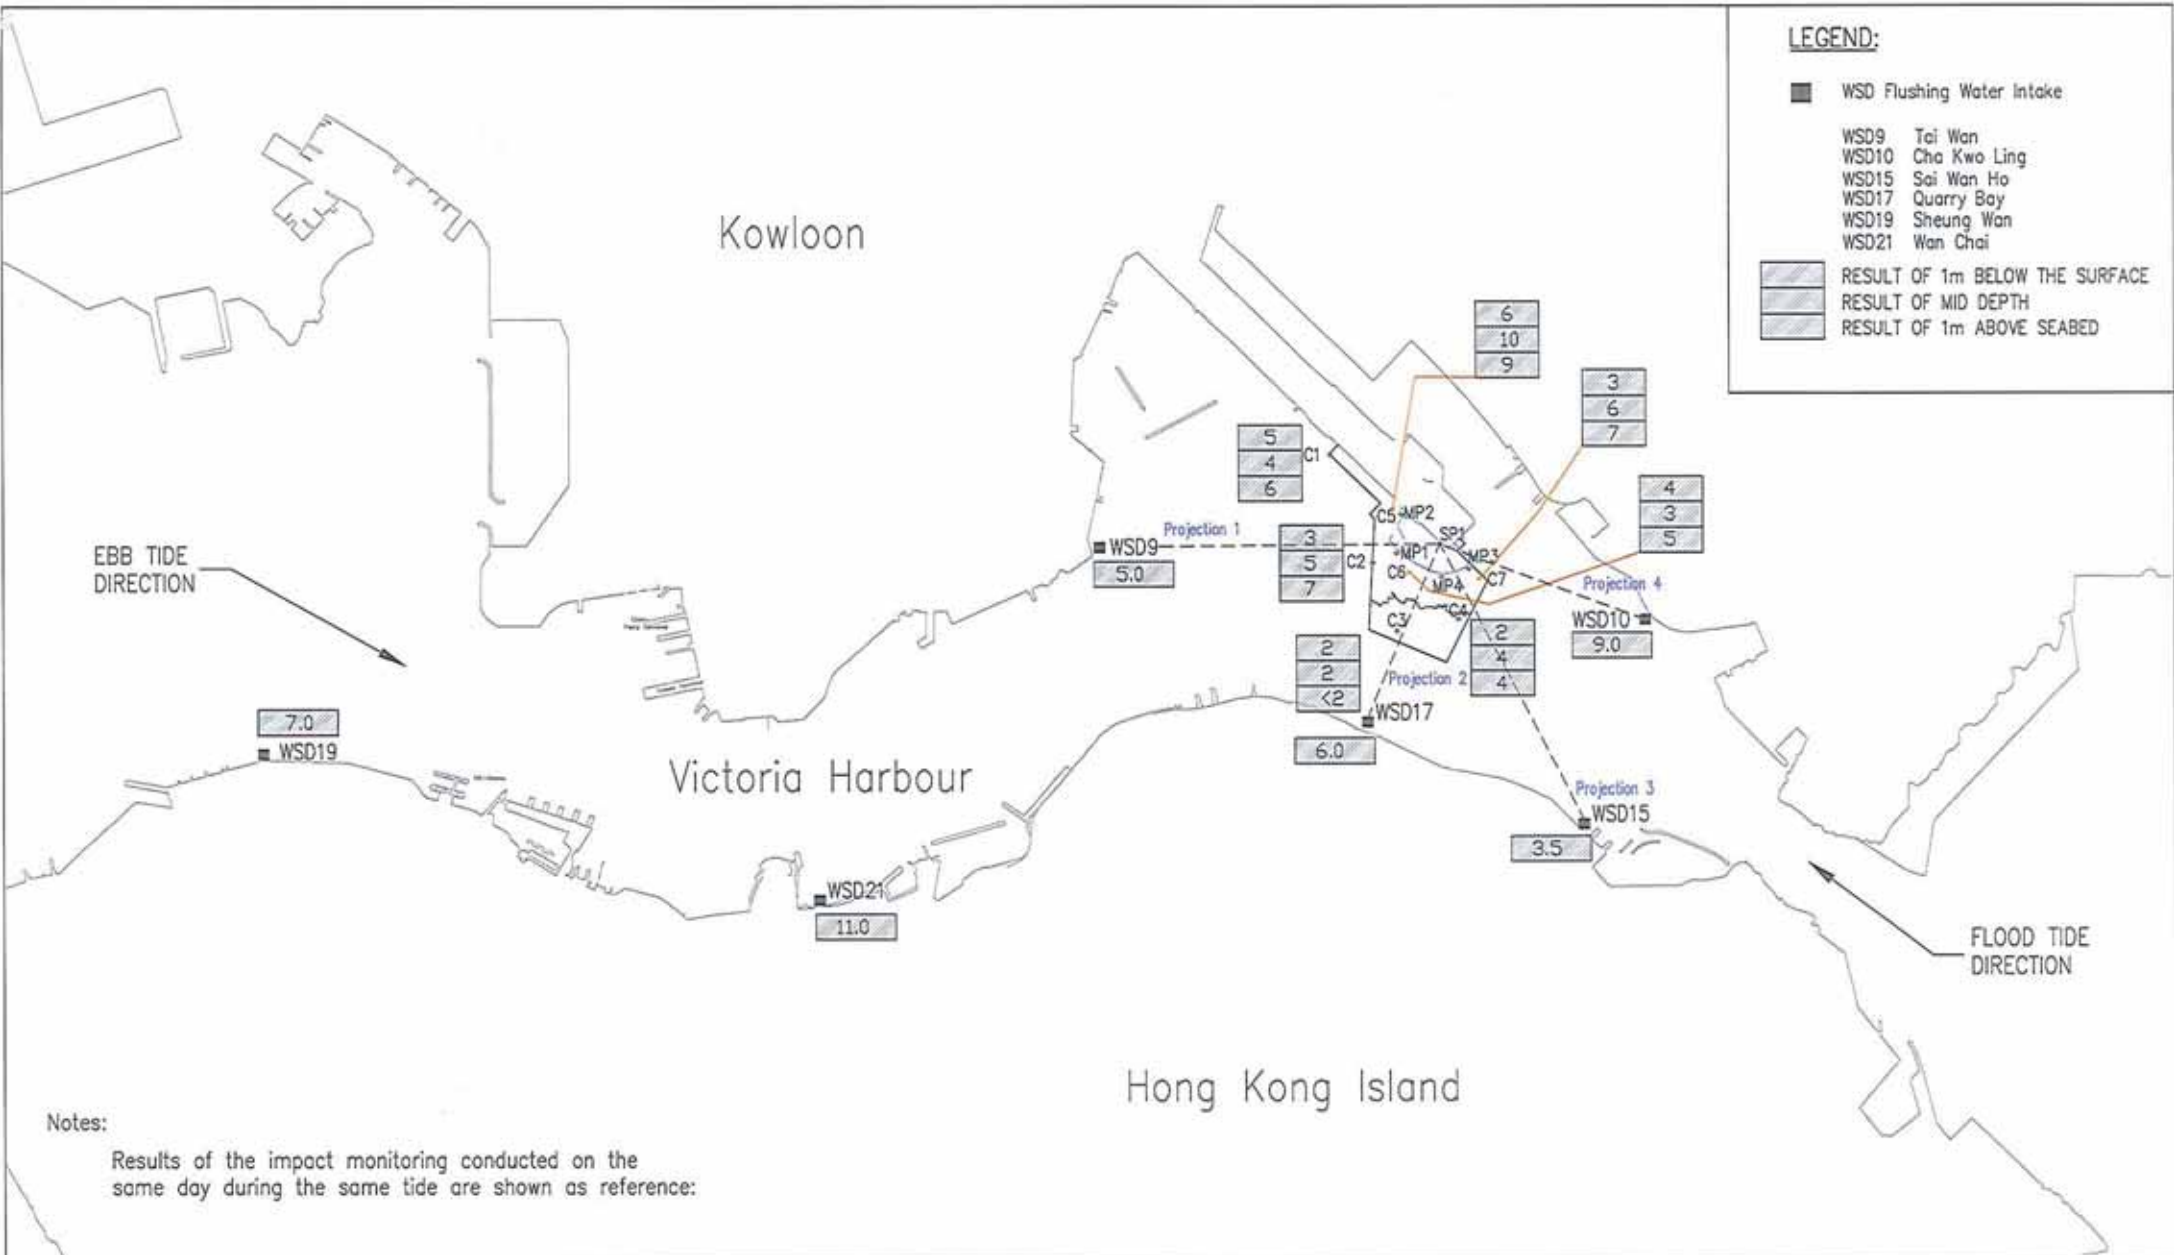 LEGEND:
WSD Flushing Water Intake
WSD9 Tai Wan
WSD10 Cha Kwo Ling
WSD15 Sai Wan Ho
WSD17 Quarry Bay
WSD19 Sheung Wan
WSD21 Wan Chai
RESULT OF 1m BELOW THE SURFACE
RESULT OF MID DEPTH
RESULT OF 1m ABOVE SEABED
Kowloon
6
10
9
3
6
7
5
4
6
C1
4
3
5
C5
MP2
Projection 1
SP1
WSD9
5.0
3
5
7
C2
MP1
MP3
C6
C7
MP4
Projection 4
EBB TIDE
DIRECTION
C4
C3
WSD10
9.0
2
4
4
2
2
<2
Projection 2
WSD17
6.0
7.0
WSD19
Victoria Harbour
Projection 3
WSD15
3.5
WSD21
11.0
FLOOD TIDE
DIRECTION
Hong Kong Island
Notes:
Results of the impact monitoring conducted on the
same day during the same tide are shown as reference: